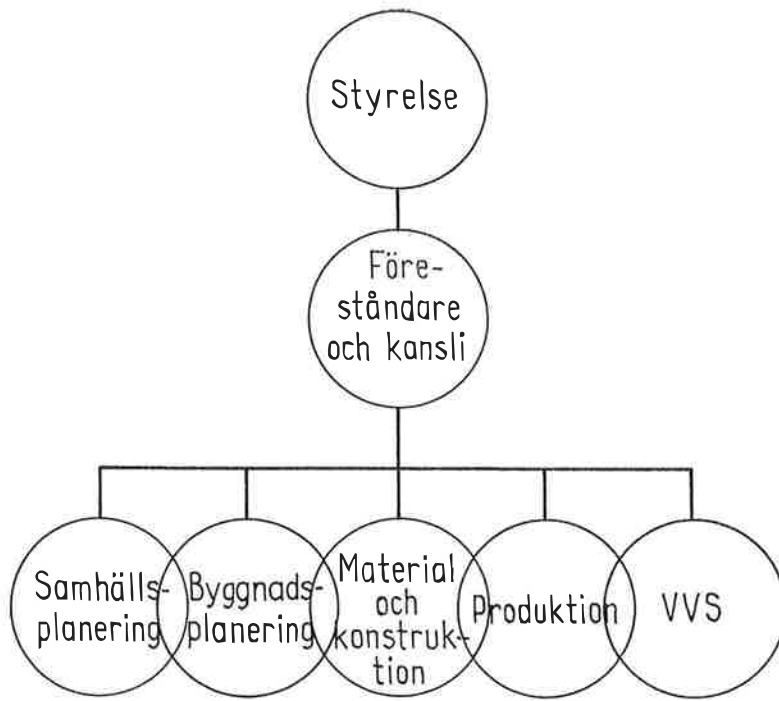 Styrelse
Före-
ståndare
och kansli
Samhälls-
planering
Byggnads-
planering
Material
och
konstruk-
tion
Produktion
VVS